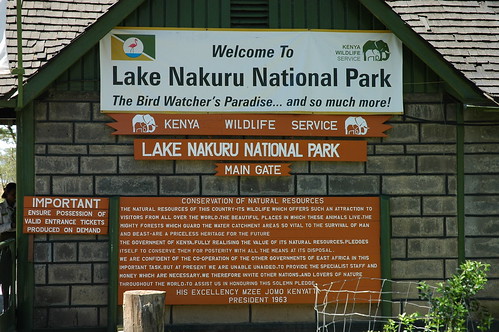 Welcome To
Lake Nakuru National Park
The Bird Watcher's Paradise... and so much more!
KENYA
WILDLIFE
SERVICE
KENYA WILDLIFE SERVICE
LAKE NAKURU NATIONAL PARK
MAIN GATE
IMPORTANT
ENSURE POSSESSION OF
VALID ENTRANCE TICKETS
PRODUCED ON DEMAND
CONSERVATION OF NATURAL RESOURCES
THE NATURAL RESOURCES OF THIS COUNTRY-ITS WILDLIFE WHICH OFFERS SUCH AN ATTRACTION TO
VISITORS FROM ALL OVER THE WORLD.THE BEAUTIFUL PLACES IN WHICH THESE ANIMALS LIVE.THE
MIGHTY FORESTS WHICH GUARD THE WATER CATCHMENT AREAS SO VITAL TO THE SURVIVAL OF MAN
AND BEAST-ARE A PRICELESS HERITAGE FOR THE FUTURE
THE GOVERNMENT OF KENYA.FULLY REALISING THE VALUE OF ITS NATURAL RESOURCES.PLEDGES
ITSELF TO CONSERVE THEM FOR POSTERITY WITH ALL THE MEANS AT ITS DISPOSAL.
WE ARE CONFIDENT OF THE CO-OPERATION OF THE OTHER GOVERNMENTS OF EAST AFRICA IN THIS
IMPORTANT TASK.BUT AT PRESENT WE ARE UNABLE UNAIDED.TO PROVIDE THE SPECIALIST STAFF AND
MONEY WHICH ARE NECESSARY.WE THEREFORE INVITE OTHER NATIONS.AND LOVERS OF NATURE
THROUGHOUT THE WORLD.TO ASSIST US IN HONOURING THIS SOLEMN PLEDGE.
HIS EXCELLENCY MZEE JOMO KENYATTA
PRESIDENT 1963